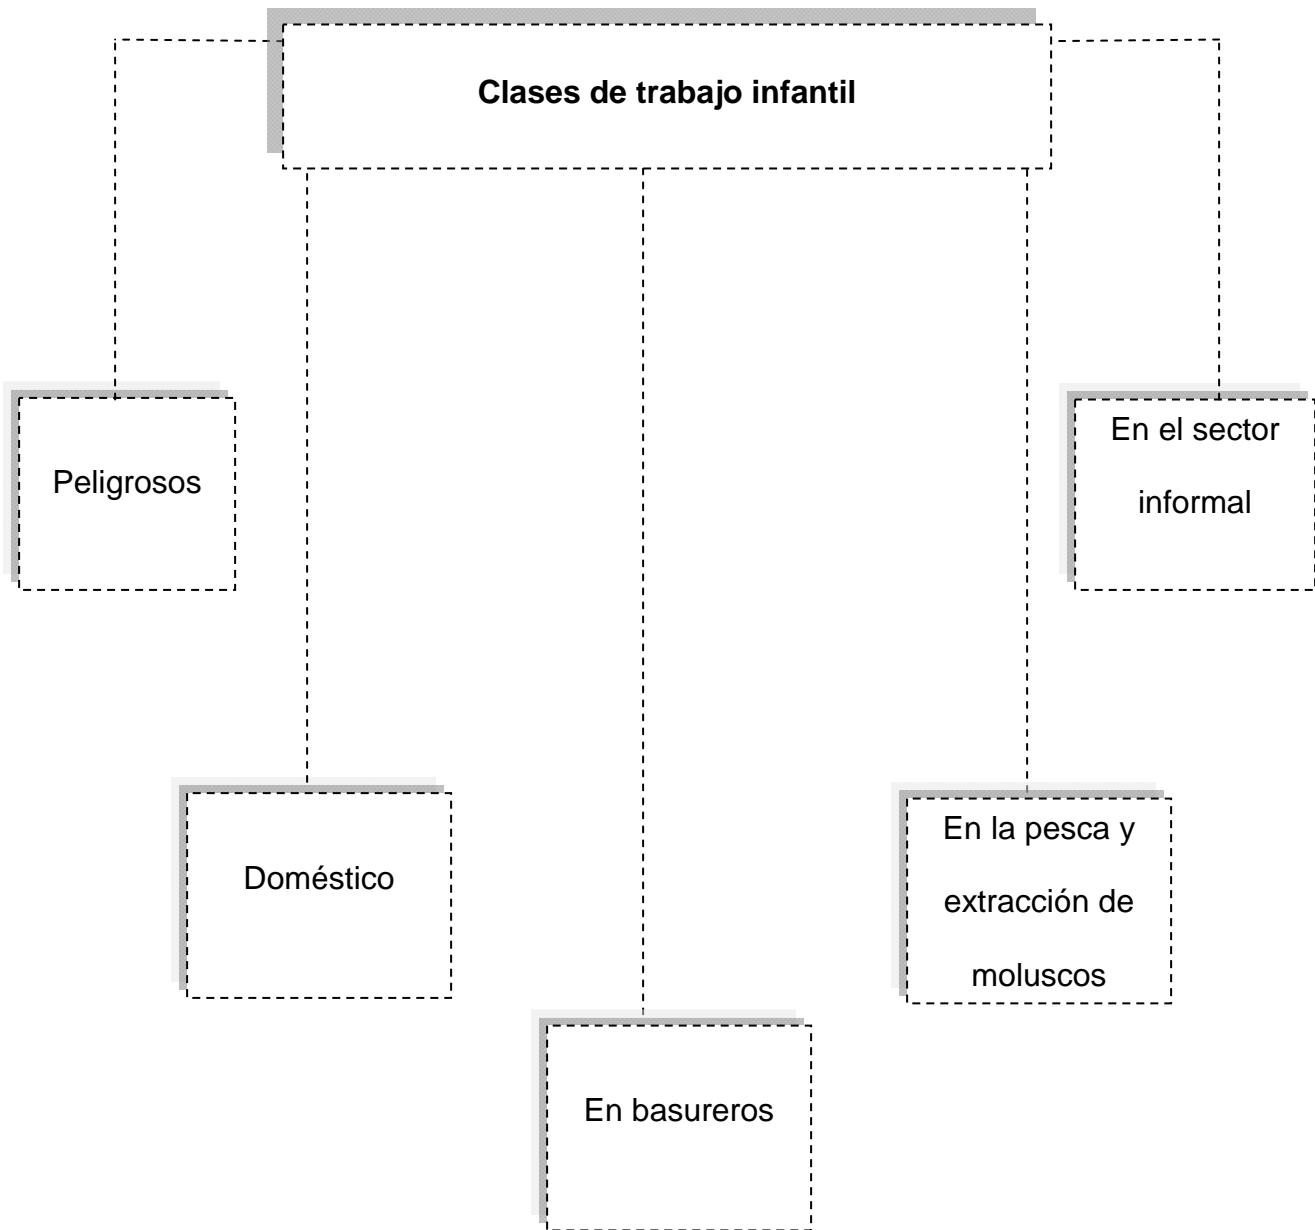 Clases de trabajo infantil
Peligrosos
En el sector
informal
Doméstico
En la pesca y
extracción de
moluscos
En basureros